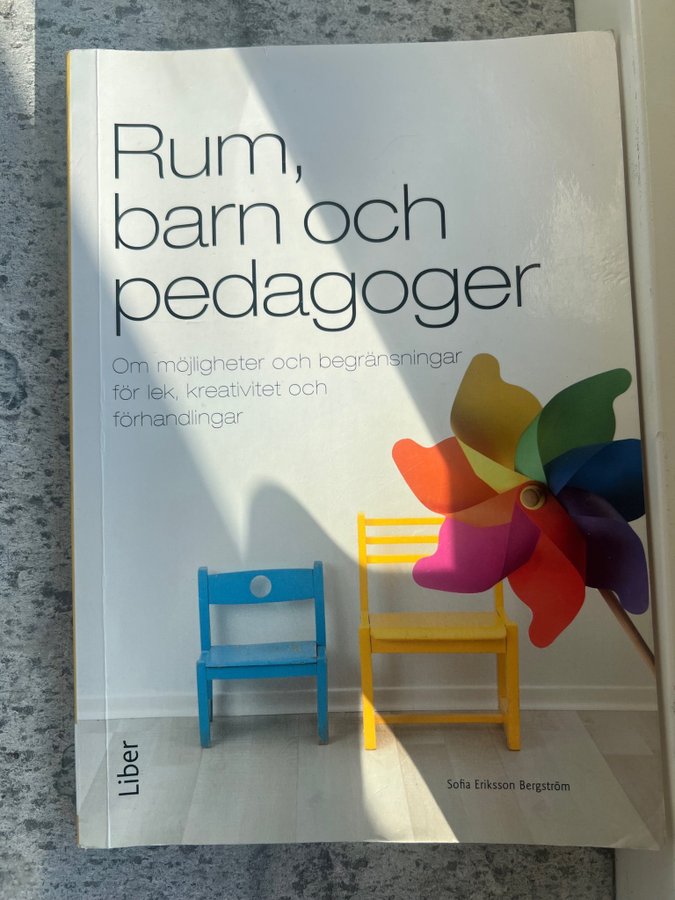 Rum,
barn och
pedagoger
Om möjligheter och begränsningar
för lek, kreativitet och
förhandlingar
Liber
Sofia Eriksson Bergström